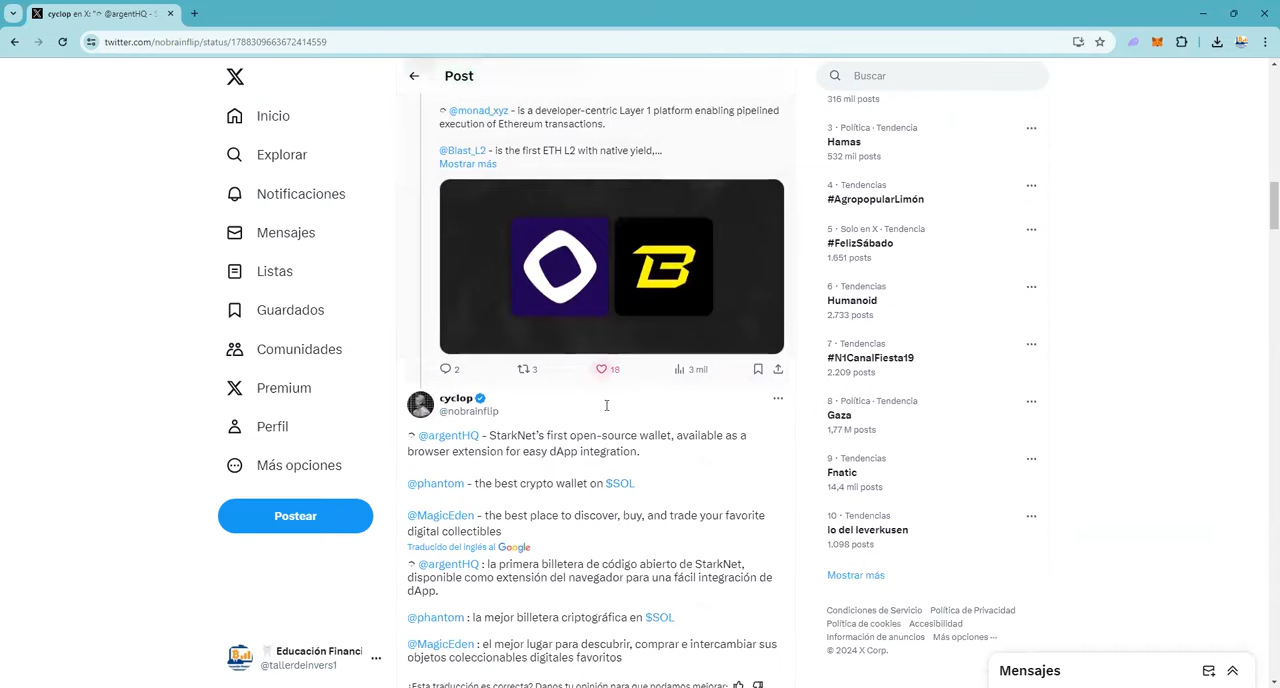 cyclop en X: "@argentHQ - S
twitter.com/nobrainflip/status/1788309663672414559
Post
Buscar
Inicio
Explorar
Notificaciones
Mensajes
Listas
Guardados
Comunidades
Premium
Perfil
Más opciones
Postear
Educación Financi
@tallerdeinvers1
@monad_xyz - is a developer-centric Layer 1 platform enabling pipelined
execution of Ethereum transactions.
@Blast_L2 - is the first ETH L2 with native yield,...
Mostrar más
2
3
18
3 mil
cyclop
@nobrainflip
@argentHQ - StarkNet's first open-source wallet, available as a
browser extension for easy dApp integration.
@phantom - the best crypto wallet on $SOL
@MagicEden - the best place to discover, buy, and trade your favorite
digital collectibles
Traducido del inglés al Google
@argentHQ : la primera billetera de código abierto de StarkNet,
disponible como extensión del navegador para una fácil integración de
dApp.
@phantom : la mejor billetera criptográfica en $SOL
@MagicEden : el mejor lugar para descubrir, comprar e intercambiar sus
objetos coleccionables digitales favoritos
¿Esta traducción es correcta? Danos tu opinión para que podamos mejorar:
316 mil posts
3 · Política · Tendencia
Hamas
532 mil posts
4 · Tendencias
#AgropopularLimón
5 · Solo en X · Tendencia
#FelizSábado
1.651 posts
6 · Tendencias
Humanoid
2.733 posts
7 · Tendencias
#N1CanalFiesta19
2.209 posts
8 · Política · Tendencia
Gaza
1,77 M posts
9 · Tendencias
Fnatic
14,4 mil posts
10 · Tendencias
lo del leverkusen
1.098 posts
Mostrar más
Condiciones de Servicio Política de Privacidad
Política de cookies Accesibilidad
Información de anuncios Más opciones ···
© 2024 X Corp.
Mensajes